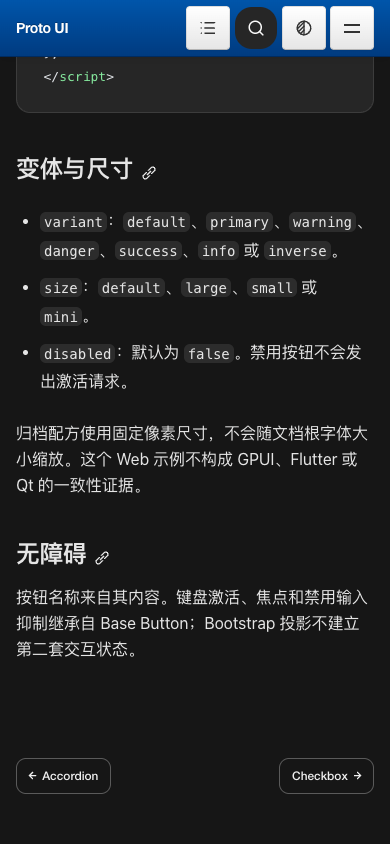 Proto UI
</script>
变体与尺寸
variant： default、primary、warning、
danger、success、info 或 inverse。
size： default、large、small 或
mini。
disabled： 默认为 false。禁用按钮不会发
出激活请求。
归档配方使用固定像素尺寸，不会随文档根字体大
小缩放。这个 Web 示例不构成 GPUI、Flutter 或
Qt 的一致性证据。
无障碍
按钮名称来自其内容。键盘激活、焦点和禁用输入
抑制继承自 Base Button；Bootstrap 投影不建立
第二套交互状态。
← Accordion
Checkbox →